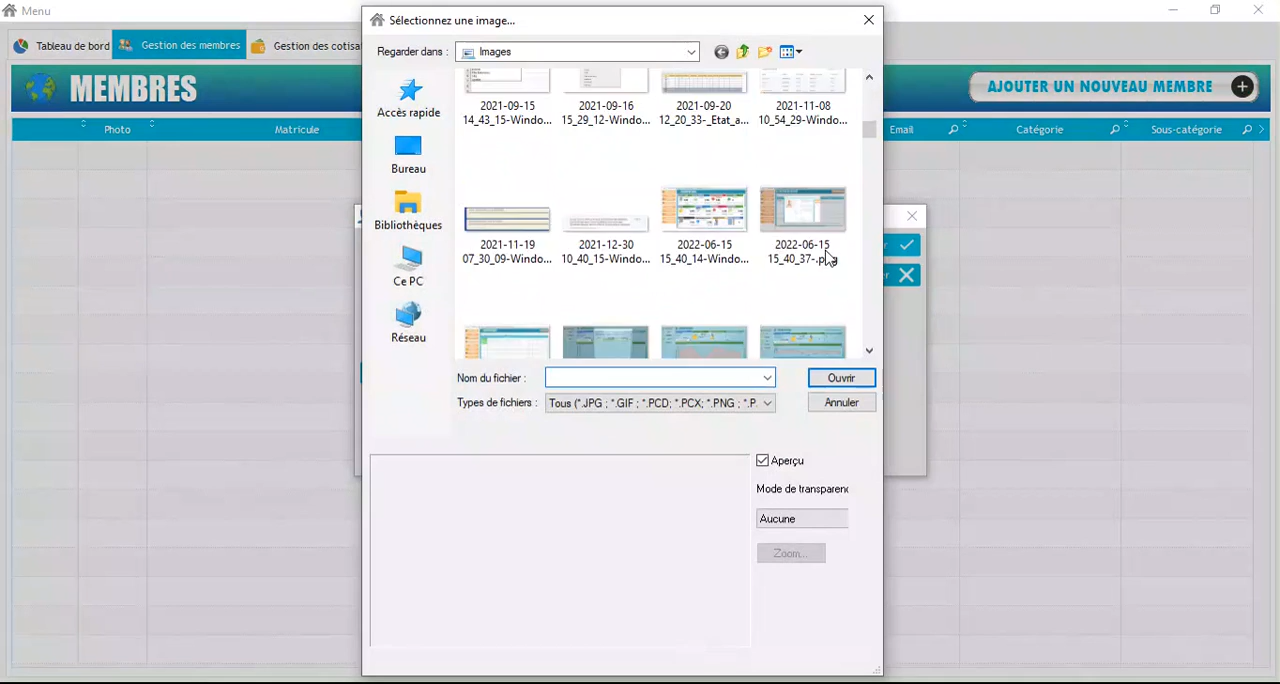 Menu
Sélectionnez une image...
Tableau de bord
Gestion des membres
Gestion des cotisa
Regarder dans :
Images
MEMBRES
AJOUTER UN NOUVEAU MEMBRE
Photo
Matricule
Email
Catégorie
Sous-catégorie
Accès rapide
Bureau
Bibliothèques
Ce PC
Réseau
2021-09-15
14_43_15-Windo...
2021-09-16
15_29_12-Windo...
2021-09-20
12_20_33-_Etat_a...
2021-11-08
10_54_29-Windo...
2021-11-19
07_30_09-Windo...
2021-12-30
10_40_15-Windo...
2022-06-15
15_40_14-Windo...
2022-06-15
15_40_37-.png
Nom du fichier :
Ouvrir
Types de fichiers :
Tous (*.JPG ; *.GIF ; *.PCD; *.PCX; *.PNG ; *.P.
Annuler
Aperçu
Mode de transparenc
Aucune
Zoom...